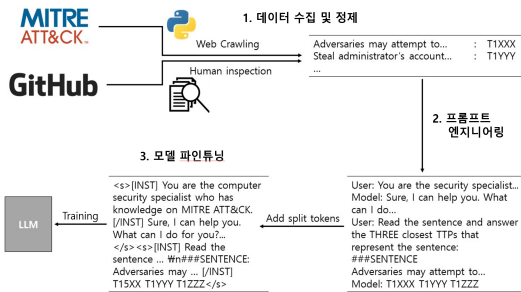 1. 데이터 수집 및 정제
MITRE
ATT&CK™
Web Crawling
GitHub
Human inspection
Adversaries may attempt to... : T1XXX
Steal administrator's account... : T1YYY
...
2. 프롬프트
엔지니어링
3. 모델 파인튜닝
<s>[INST] You are the computer
security specialist who has
knowledge on MITRE ATT&CK.
[/INST] Sure, I can help you.
What can I do for you?...
</s><s>[INST] Read the
sentence ... ₩n###SENTENCE:
Adversaries may ... [/INST]
T15XX T1YYY T1ZZZ</s>
LLM
Training
Add split tokens
User: You are the security specialist...
Model: Sure, I can help you. What
can I do...
User: Read the sentence and answer
the THREE closest TTPs that
represent the sentence:
###SENTENCE
Adversaries may attempt to...
Model: T1XXX T1YYY T1ZZZ